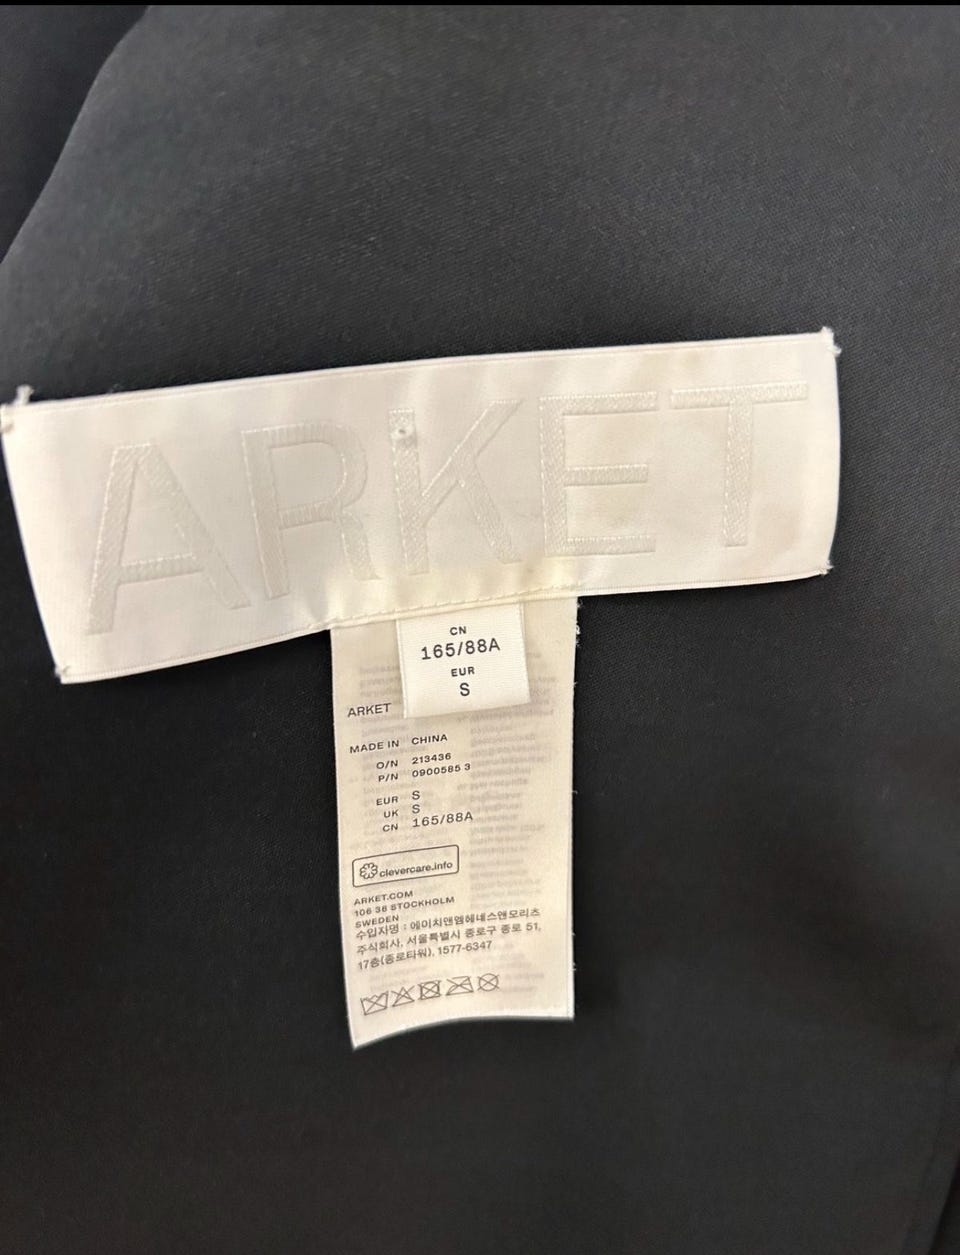 ARKET
CN
165/88A
EUR
S
ARKET
MADE IN CHINA
O/N 213436
P/N 0900585 3
EUR S
UK S
CN 165/88A
clevercare.info
ARKET.COM
106 38 STOCKHOLM
SWEDEN
수입자명 : 에이치앤엠헤네스앤모리츠
주식회사, 서울특별시 종로구 종로 51,
17층(종로타워), 1577-6347